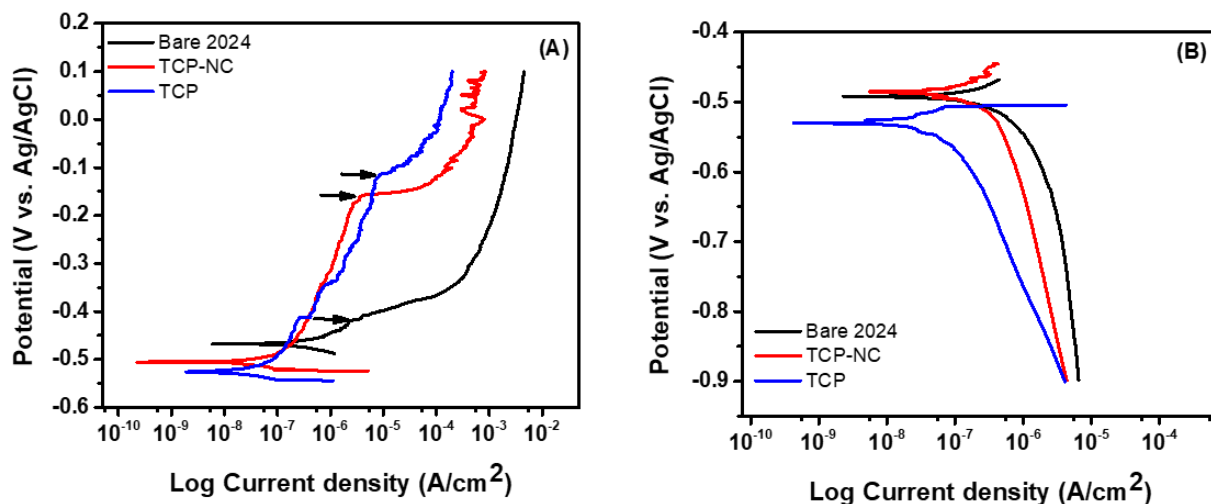 (A)
Bare 2024
TCP-NC
TCP
Potential (V vs. Ag/AgCl)
0.2
0.1
0.0
-0.1
-0.2
-0.3
-0.4
-0.5
-0.6
10⁻¹⁰ 10⁻⁹ 10⁻⁸ 10⁻⁷ 10⁻⁶ 10⁻⁵ 10⁻⁴ 10⁻³ 10⁻²
Log Current density (A/cm²)
(B)
Potential (V vs. Ag/AgCl)
-0.4
-0.5
-0.6
-0.7
-0.8
-0.9
Bare 2024
TCP-NC
TCP
10⁻¹⁰ 10⁻⁹ 10⁻⁸ 10⁻⁷ 10⁻⁶ 10⁻⁵ 10⁻⁴
Log Current density (A/cm²)